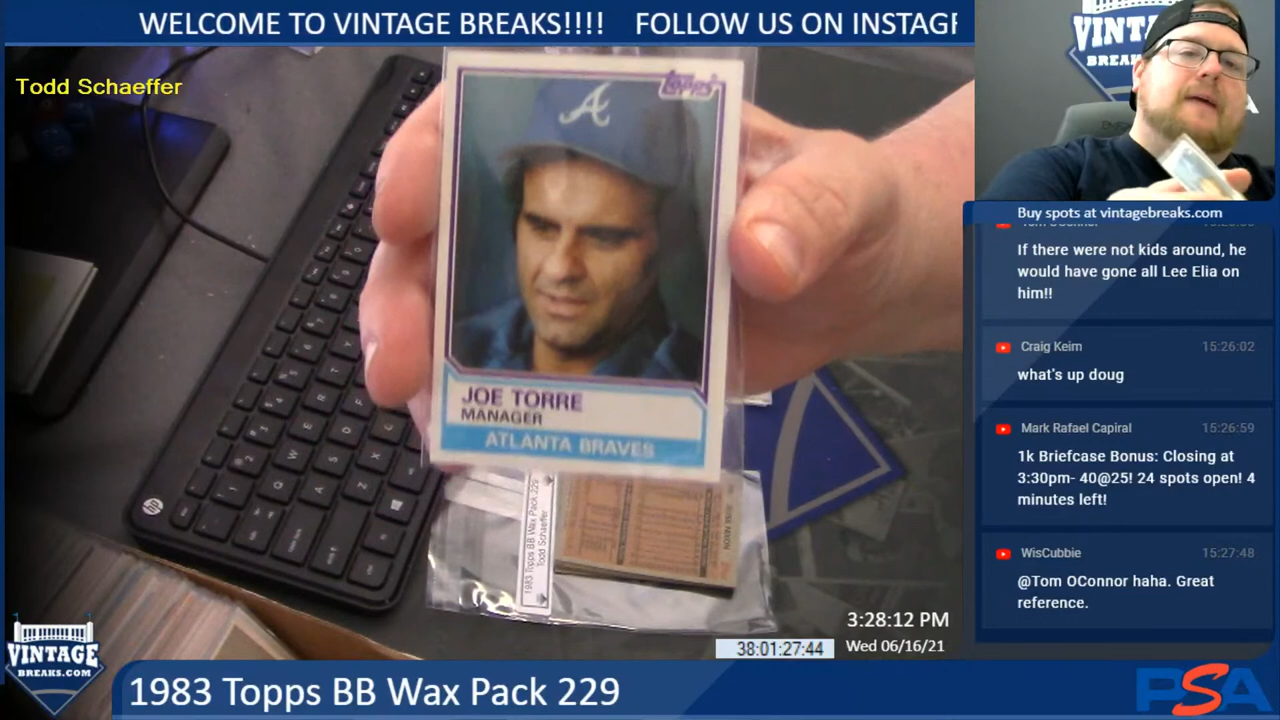 WELCOME TO VINTAGE BREAKS!!!! FOLLOW US ON INSTAGR
Todd Schaeffer
Topps
A
JOE TORRE
MANAGER
ATLANTA BRAVES
1983 Topps BB Wax Pack 229
Todd Schaeffer
hp
VINTAGE
BREAKS
Buy spots at vintagebreaks.com
If there were not kids around, he
would have gone all Lee Elia on
him!!
Craig Keim 15:26:02
what's up doug
Mark Rafael Capiral 15:26:59
1k Briefcase Bonus: Closing at
3:30pm- 40@25! 24 spots open! 4
minutes left!
WisCubbie 15:27:48
@Tom OConnor haha. Great
reference.
3:28:12 PM
38:01:27:44 Wed 06/16/21
VINTAGE
BREAKS.COM
1983 Topps BB Wax Pack 229
PSA